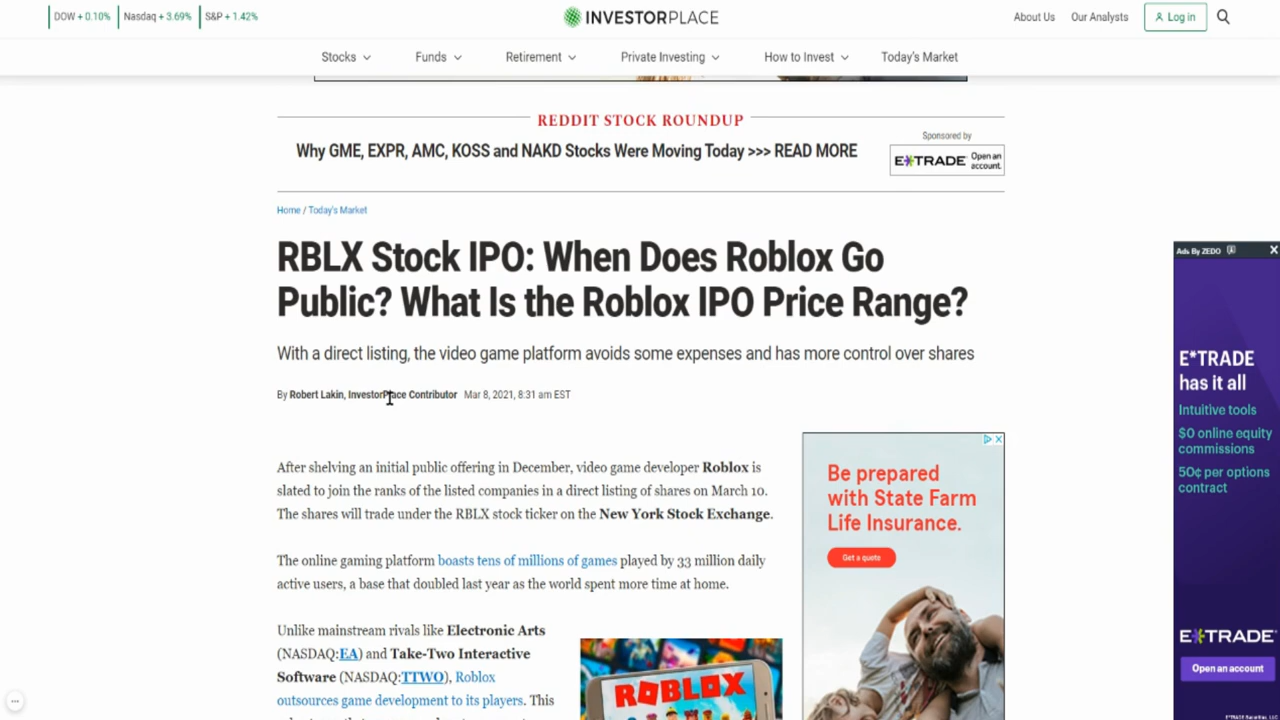 DOW + 0.10% Nasdaq + 3.69% S&P + 1.42%
INVESTORPLACE
About Us Our Analysts Log in
Stocks Funds Retirement Private Investing How to Invest Today's Market
REDDIT STOCK ROUNDUP
Why GME, EXPR, AMC, KOSS and NAKD Stocks Were Moving Today >>> READ MORE
Sponsored by
E*TRADE Open an
account.
Home / Today's Market
RBLX Stock IPO: When Does Roblox Go
Public? What Is the Roblox IPO Price Range?
With a direct listing, the video game platform avoids some expenses and has more control over shares
By Robert Lakin, InvestorPlace Contributor Mar 8, 2021, 8:31 am EST
After shelving an initial public offering in December, video game developer Roblox is
slated to join the ranks of the listed companies in a direct listing of shares on March 10.
The shares will trade under the RBLX stock ticker on the New York Stock Exchange.
The online gaming platform boasts tens of millions of games played by 33 million daily
active users, a base that doubled last year as the world spent more time at home.
Unlike mainstream rivals like Electronic Arts
(NASDAQ:EA) and Take-Two Interactive
Software (NASDAQ:TTWO), Roblox
outsources game development to its players. This
ROBLOX
Be prepared
with State Farm
Life Insurance.
Get a quote
Ads By ZEDO
E*TRADE
has it all
Intuitive tools
$0 online equity
commissions
50¢ per options
contract
E*TRADE
Open an account